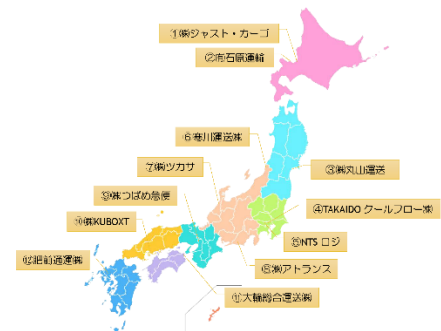 ①㈱ジャスト・カーゴ
②㈲石原運輸
⑥寒川運送㈱
⑦㈱ツカサ
③㈱丸山運送
⑨㈱つばめ急便
④TAKAIDO クールフロー㈱
⑩㈱KUBOXT
⑤NTS ロジ
⑫肥前通運㈱
⑧㈱アトランス
⑪大輪総合運送㈱